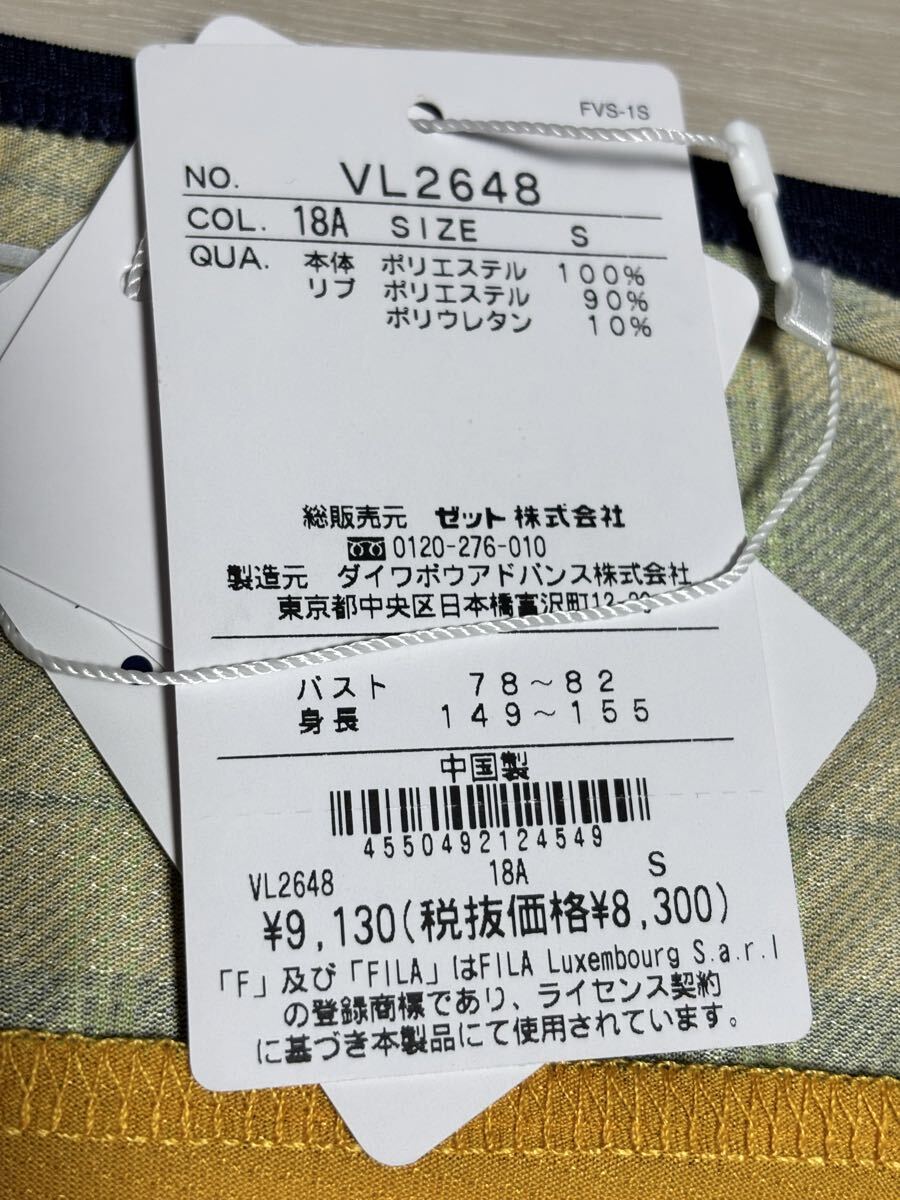 FVS-1S
NO. VL2648
COL. 18A SIZE S
QUA. 本体 ポリエステル 100%
リブ ポリエステル 90%
ポリウレタン 10%
総販売元 ゼット株式会社
0120-276-010
製造元 ダイワボウアドバンス株式会社
東京都中央区日本橋富沢町
バスト 78~82
身長 149~155
中国製
4550492124549
VL2648 18A S
¥9,130(税抜価格¥8,300)
「F」及び「FILA」はFILA Luxembourg S.a.r.l
の登録商標であり、ライセンス契約
に基づき本製品にて使用されています。